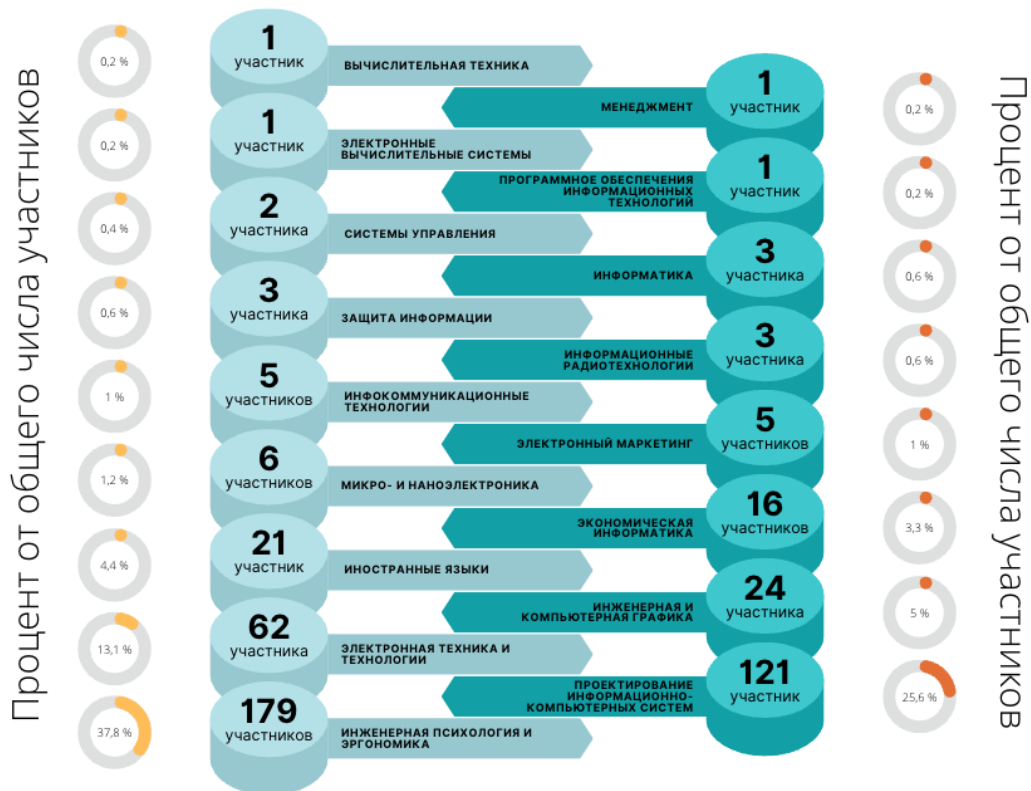 Процент от общего числа участников
0,2 %
1
участник
ВЫЧИСЛИТЕЛЬНАЯ ТЕХНИКА
0,2 %
1
участник
ЭЛЕКТРОННЫЕ
ВЫЧИСЛИТЕЛЬНЫЕ СИСТЕМЫ
0,4 %
2
участника
СИСТЕМЫ УПРАВЛЕНИЯ
0,6 %
3
участника
ЗАЩИТА ИНФОРМАЦИИ
1 %
5
участников
ИНФОКОММУНИКАЦИОННЫЕ
ТЕХНОЛОГИИ
1,2 %
6
участников
МИКРО- И НАНОЭЛЕКТРОНИКА
4,4 %
21
участник
ИНОСТРАННЫЕ ЯЗЫКИ
13,1 %
62
участника
ЭЛЕКТРОННАЯ ТЕХНИКА И
ТЕХНОЛОГИИ
37,8 %
179
участников
ИНЖЕНЕРНАЯ ПСИХОЛОГИЯ И
ЭРГОНОМИКА
МЕНЕДЖМЕНТ
1
участник
0,2 %
ПРОГРАММНОЕ ОБЕСПЕЧЕНИЯ
ИНФОРМАЦИОННЫХ
ТЕХНОЛОГИЙ
1
участник
0,2 %
ИНФОРМАТИКА
3
участника
0,6 %
ИНФОРМАЦИОННЫЕ
РАДИОТЕХНОЛОГИИ
3
участника
0,6 %
ЭЛЕКТРОННЫЙ МАРКЕТИНГ
5
участников
1 %
ЭКОНОМИЧЕСКАЯ
ИНФОРМАТИКА
16
участников
3,3 %
ИНЖЕНЕРНАЯ И
КОМПЬЮТЕРНАЯ ГРАФИКА
24
участника
5 %
ПРОЕКТИРОВАНИЕ
ИНФОРМАЦИОННО-
КОМПЬЮТЕРНЫХ СИСТЕМ
121
участник
25,6 %
Процент от общего числа участников